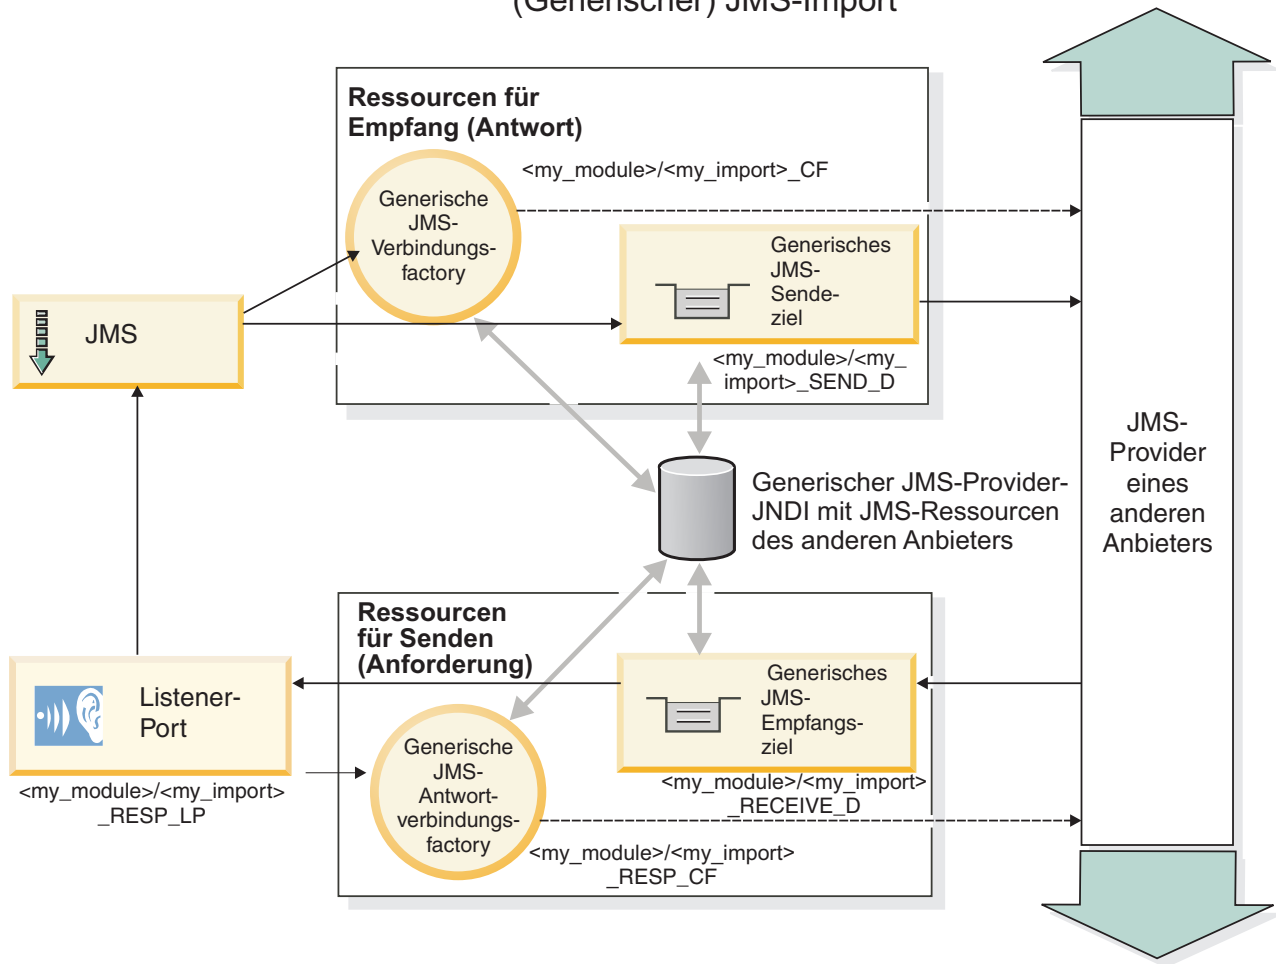 (Generischer) JMS-Import
Ressourcen für
Empfang (Antwort)
<my_module>/<my_import>_CF
Generische
JMS-
Verbindungs-
factory
Generisches
JMS-
Sende-
ziel
<my_module>/<my_
import>_SEND_D
JMS
JMS-
Provider
eines
anderen
Anbieters
Generischer JMS-Provider-
JNDI mit JMS-Ressourcen
des anderen Anbieters
Ressourcen
für Senden
(Anforderung)
Generisches
JMS-
Empfangs-
ziel
<my_module>/<my_import>
_RECEIVE_D
Listener-
Port
<my_module>/<my_import>
_RESP_LP
Generische
JMS-
Antwort-
verbindungs-
factory
<my_module>/<my_import>
_RESP_CF